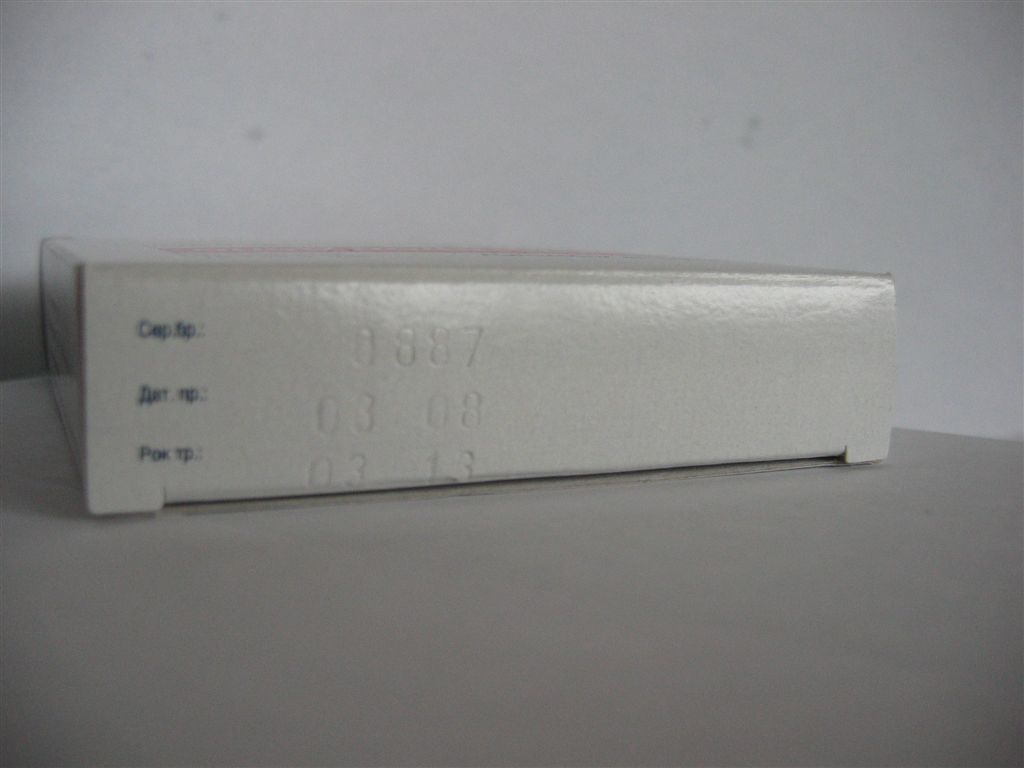 Сер.бр.: 0887
Дат. пр.: 03 08
Рок тр.: 03 13